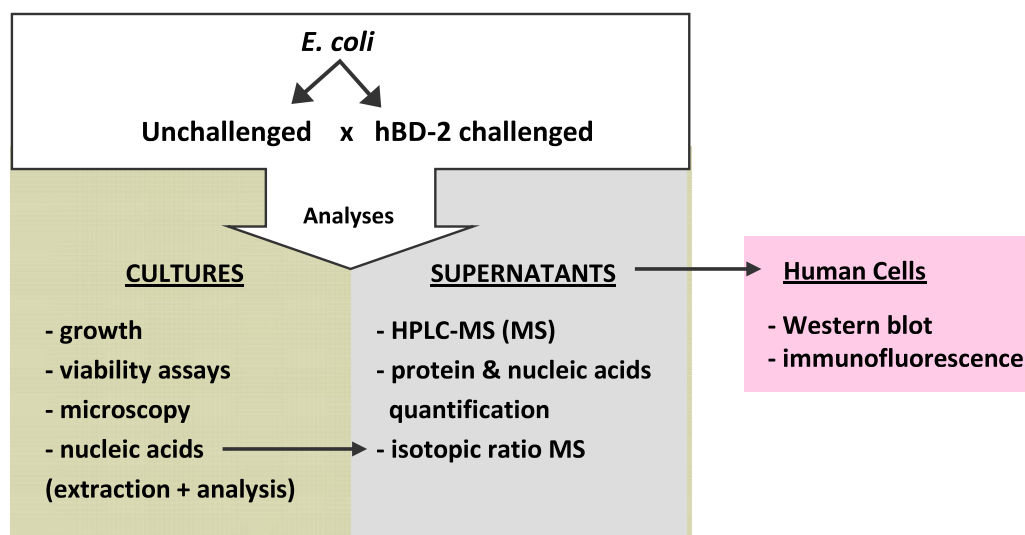 E. coli
Unchallenged x hBD-2 challenged
Analyses
CULTURES
- growth
- viability assays
- microscopy
- nucleic acids
(extraction + analysis)
SUPERNATANTS
- HPLC-MS (MS)
- protein & nucleic acids
quantification
- isotopic ratio MS
Human Cells
- Western blot
- immunofluorescence